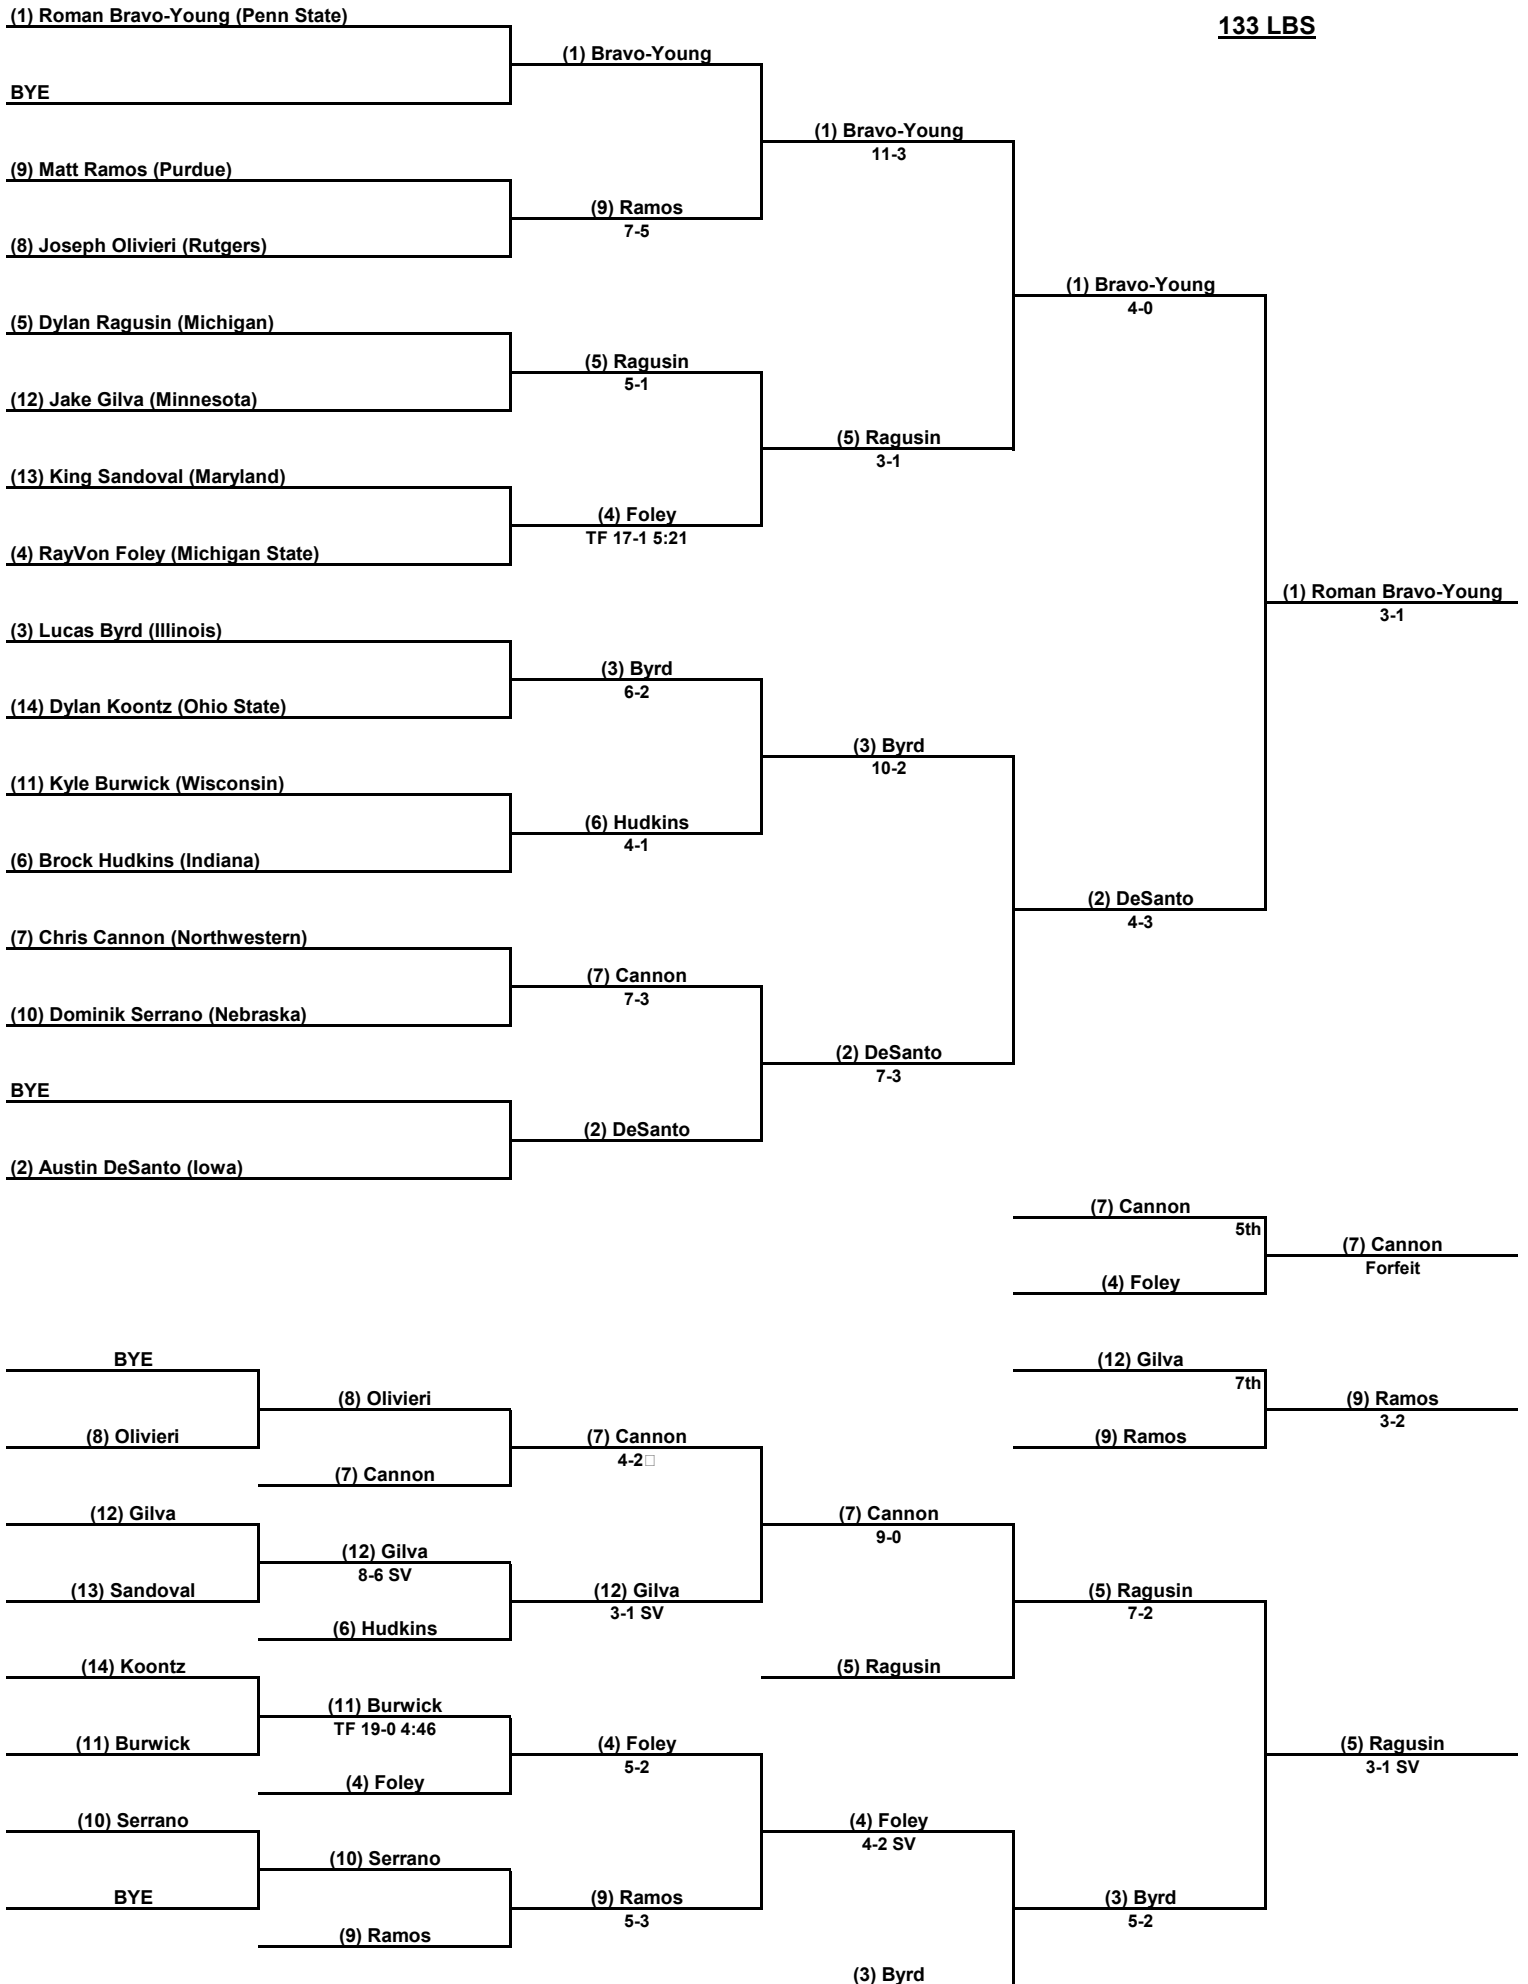 (1) Roman Bravo-Young (Penn State)
133 LBS
(1) Bravo-Young
BYE
(1) Bravo-Young
11-3
(9) Matt Ramos (Purdue)
(9) Ramos
7-5
(8) Joseph Olivieri (Rutgers)
(1) Bravo-Young
4-0
(5) Dylan Ragusin (Michigan)
(5) Ragusin
5-1
(12) Jake Gilva (Minnesota)
(5) Ragusin
3-1
(13) King Sandoval (Maryland)
(4) Foley
TF 17-1 5:21
(4) RayVon Foley (Michigan State)
(1) Roman Bravo-Young
3-1
(3) Lucas Byrd (Illinois)
(3) Byrd
6-2
(14) Dylan Koontz (Ohio State)
(3) Byrd
10-2
(11) Kyle Burwick (Wisconsin)
(6) Hudkins
4-1
(6) Brock Hudkins (Indiana)
(2) DeSanto
4-3
(7) Chris Cannon (Northwestern)
(7) Cannon
7-3
(10) Dominik Serrano (Nebraska)
(2) DeSanto
7-3
BYE
(2) DeSanto
(2) Austin DeSanto (Iowa)
(7) Cannon
5th
(7) Cannon
Forfeit
(4) Foley
BYE
(12) Gilva
7th
(8) Olivieri
(9) Ramos
3-2
(8) Olivieri
(7) Cannon
4-2
(9) Ramos
(7) Cannon
(12) Gilva
(7) Cannon
9-0
(12) Gilva
8-6 SV
(13) Sandoval
(12) Gilva
3-1 SV
(5) Ragusin
7-2
(6) Hudkins
(14) Koontz
(5) Ragusin
(11) Burwick
TF 19-0 4:46
(11) Burwick
(4) Foley
5-2
(5) Ragusin
3-1 SV
(4) Foley
(10) Serrano
(4) Foley
4-2 SV
(10) Serrano
BYE
(9) Ramos
5-3
(3) Byrd
5-2
(9) Ramos
(3) Byrd